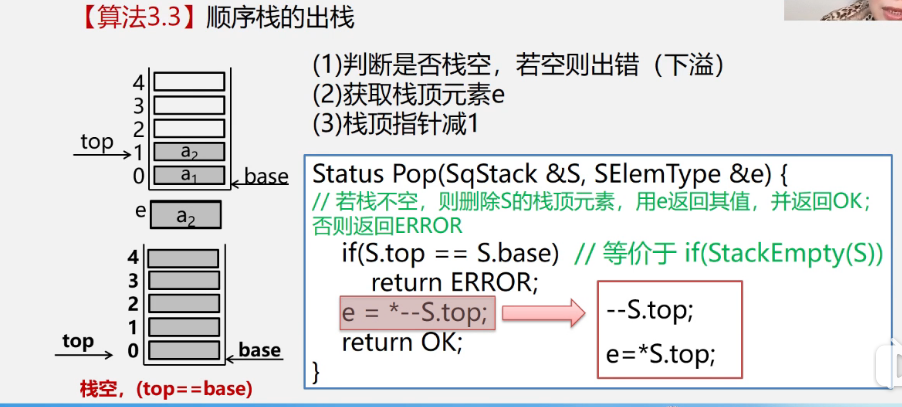 【算法3.3】顺序栈的出栈
(1)判断是否栈空，若空则出错（下溢）
(2)获取栈顶元素e
(3)栈顶指针减1
4
3
2
top
1
a2
0
a1
base
e
a2
4
3
2
1
top
0
base
栈空，(top==base)
Status Pop(SqStack &S, SElemType &e) {
// 若栈不空，则删除S的栈顶元素，用e返回其值，并返回OK；
否则返回ERROR
if(S.top == S.base) // 等价于 if(StackEmpty(S))
return ERROR;
e = *--S.top;
return OK;
}
--S.top;
e=*S.top;